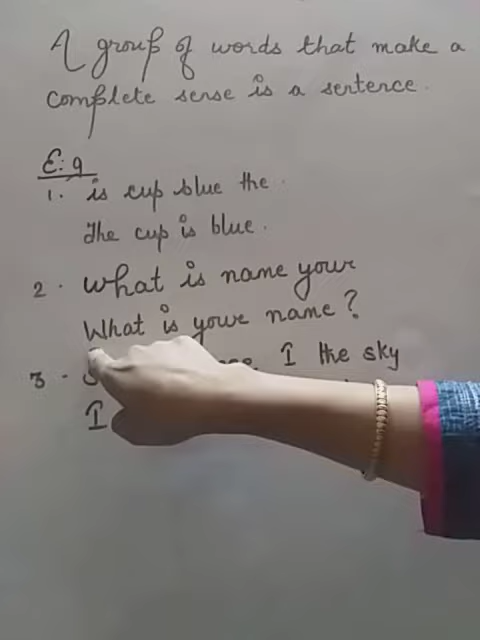 A group of words that make a
complete sense is a sentence.
E:g
1. is cup blue the.
The cup is blue.
2. What is name your
What is your name?
3. I the sky
I